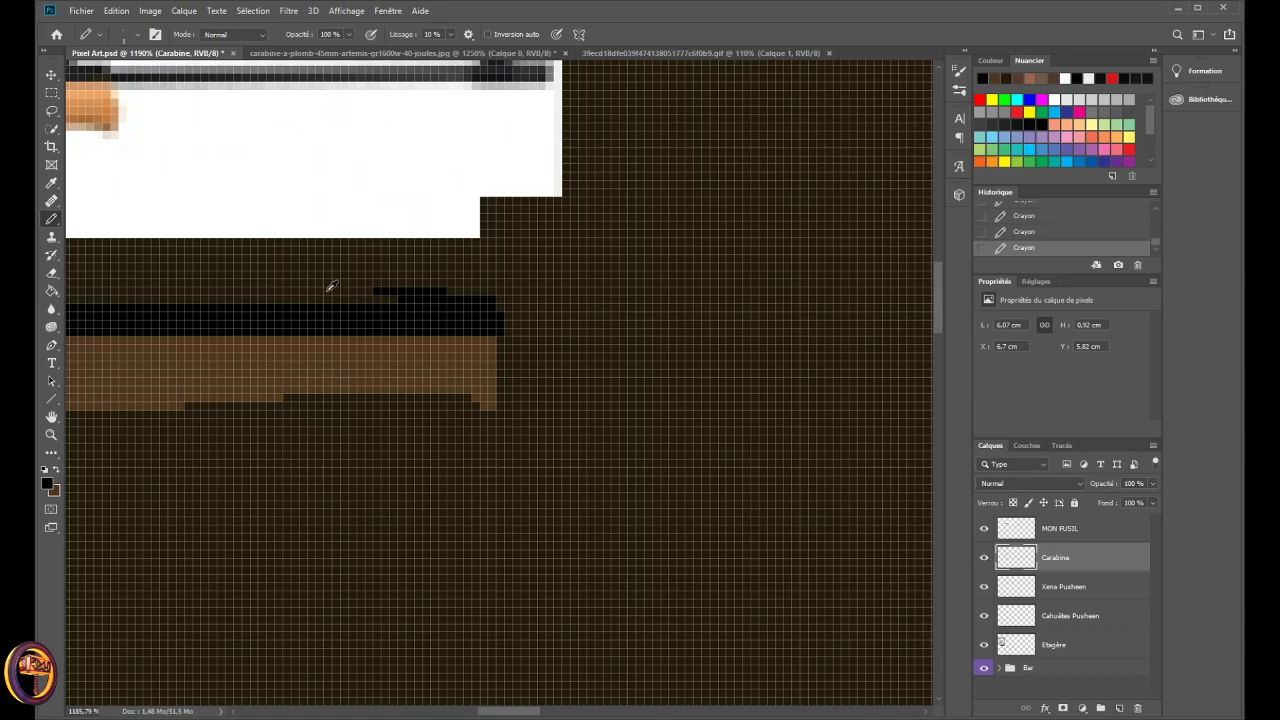 Ps Fichier Edition Image Calque Texte Sélection Filtre 3D Affichage Fenêtre Aide
1 Mode : Normal Opacité : 100% Lissage : 10% Inversion auto
Pixel Art.psd @ 1190% (Carabine, RVB/8) * × carabine-a-plomb-45mm-artemis-gr1600w-40-joules.jpg @ 1250% (Calque 0, RVB/8) * × 39ecd18dfe039f474138051777c6f0b9.gif @ 110% (Calque 1, RVB/8) ×
Couleur Nuancier
Formation
Bibliothèqu...
Historique
Crayon
Crayon
Crayon
Propriétés Réglages
Propriétés du calque de pixels
L : 6,07 cm H : 0,92 cm
X : 6,7 cm Y : 5,82 cm
Calques Couches Tracés
Type
Normal Opacité : 100 %
Verrou : Fond : 100 %
MON FUSIL
Carabine
Xena Pusheen
Cahuètes Pusheen
Etagère
Bar
1185,79 % Doc : 1,48 Mo/51,5 Mo